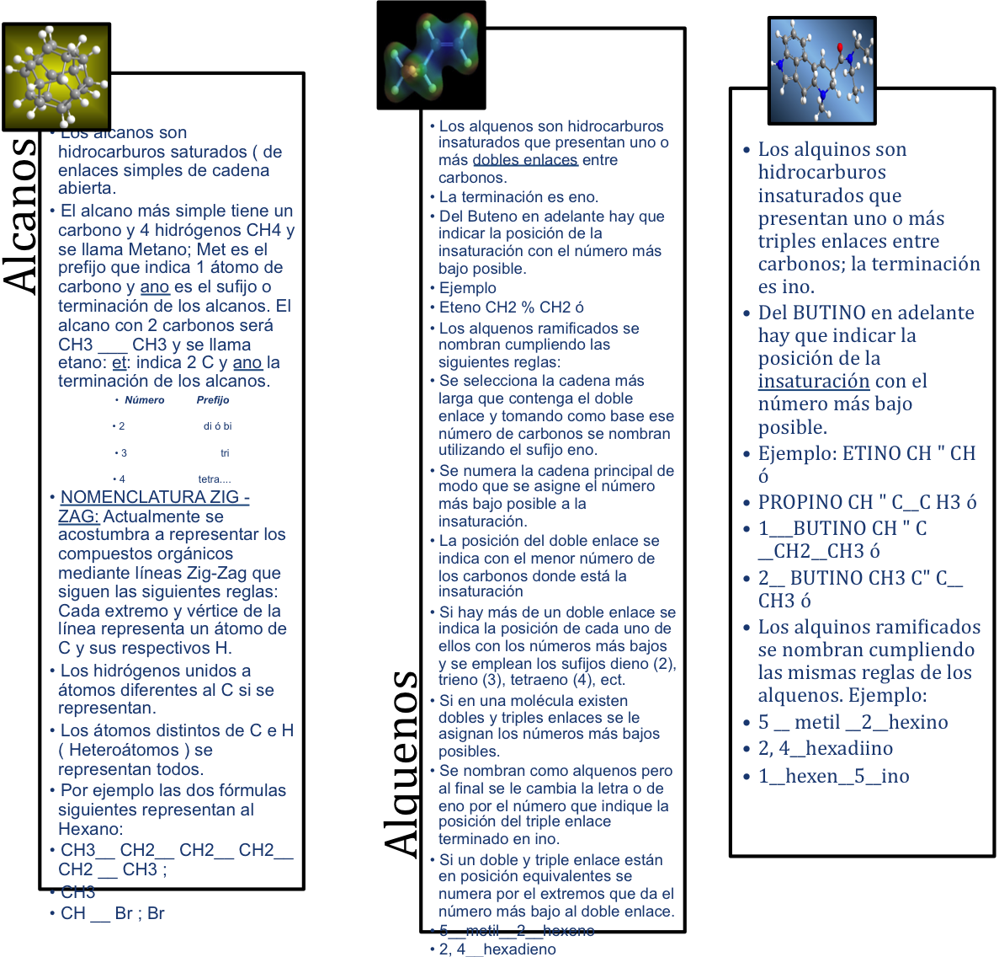 Alcanos
• Los alcanos son
hidrocarburos saturados ( de
enlaces simples de cadena
abierta.
• El alcano más simple tiene un
carbono y 4 hidrógenos CH4 y
se llama Metano; Met es el
prefijo que indica 1 átomo de
carbono y ano es el sufijo o
terminación de los alcanos. El
alcano con 2 carbonos será
CH3 ___ CH3 y se llama
etano: et: indica 2 C y ano la
terminación de los alcanos.
• Número Prefijo
• 2 di ó bi
• 3 tri
• 4 tetra....
• NOMENCLATURA ZIG -
ZAG: Actualmente se
acostumbra a representar los
compuestos orgánicos
mediante líneas Zig-Zag que
siguen las siguientes reglas:
Cada extremo y vértice de la
línea representa un átomo de
C y sus respectivos H.
• Los hidrógenos unidos a
átomos diferentes al C si se
representan.
• Los átomos distintos de C e H
( Heteroátomos ) se
representan todos.
• Por ejemplo las dos fórmulas
siguientes representan al
Hexano:
• CH3__ CH2__ CH2__ CH2__
CH2 __ CH3 ;
• CH3
• CH __ Br ; Br
Alquenos
• Los alquenos son hidrocarburos
insaturados que presentan uno o
más dobles enlaces entre
carbonos.
• La terminación es eno.
• Del Buteno en adelante hay que
indicar la posición de la
insaturación con el número más
bajo posible.
• Ejemplo
• Eteno CH2 % CH2 ó
• Los alquenos ramificados se
nombran cumpliendo las
siguientes reglas:
• Se selecciona la cadena más
larga que contenga el doble
enlace y tomando como base ese
número de carbonos se nombran
utilizando el sufijo eno.
• Se numera la cadena principal de
modo que se asigne el número
más bajo posible a la
insaturación.
• La posición del doble enlace se
indica con el menor número de
los carbonos donde está la
insaturación
• Si hay más de un doble enlace se
indica la posición de cada uno de
ellos con los números más bajos
y se emplean los sufijos dieno (2),
trieno (3), tetraeno (4), ect.
• Si en una molécula existen
dobles y triples enlaces se le
asignan los números más bajos
posibles.
• Se nombran como alquenos pero
al final se le cambia la letra o de
eno por el número que indique la
posición del triple enlace
terminado en ino.
• Si un doble y triple enlace están
en posición equivalentes se
numera por el extremos que da el
número más bajo al doble enlace.
• 5__metil__2__hexeno
• 2, 4__hexadieno
• Los alquinos son
hidrocarburos
insaturados que
presentan uno o más
triples enlaces entre
carbonos; la terminación
es ino.
• Del BUTINO en adelante
hay que indicar la
posición de la
insaturación con el
número más bajo
posible.
• Ejemplo: ETINO CH " CH
ó
• PROPINO CH " C__C H3 ó
• 1___BUTINO CH " C
__CH2__CH3 ó
• 2__ BUTINO CH3 C" C__
CH3 ó
• Los alquinos ramificados
se nombran cumpliendo
las mismas reglas de los
alquenos. Ejemplo:
• 5 __ metil __2__hexino
• 2, 4__hexadiino
• 1__hexen__5__ino